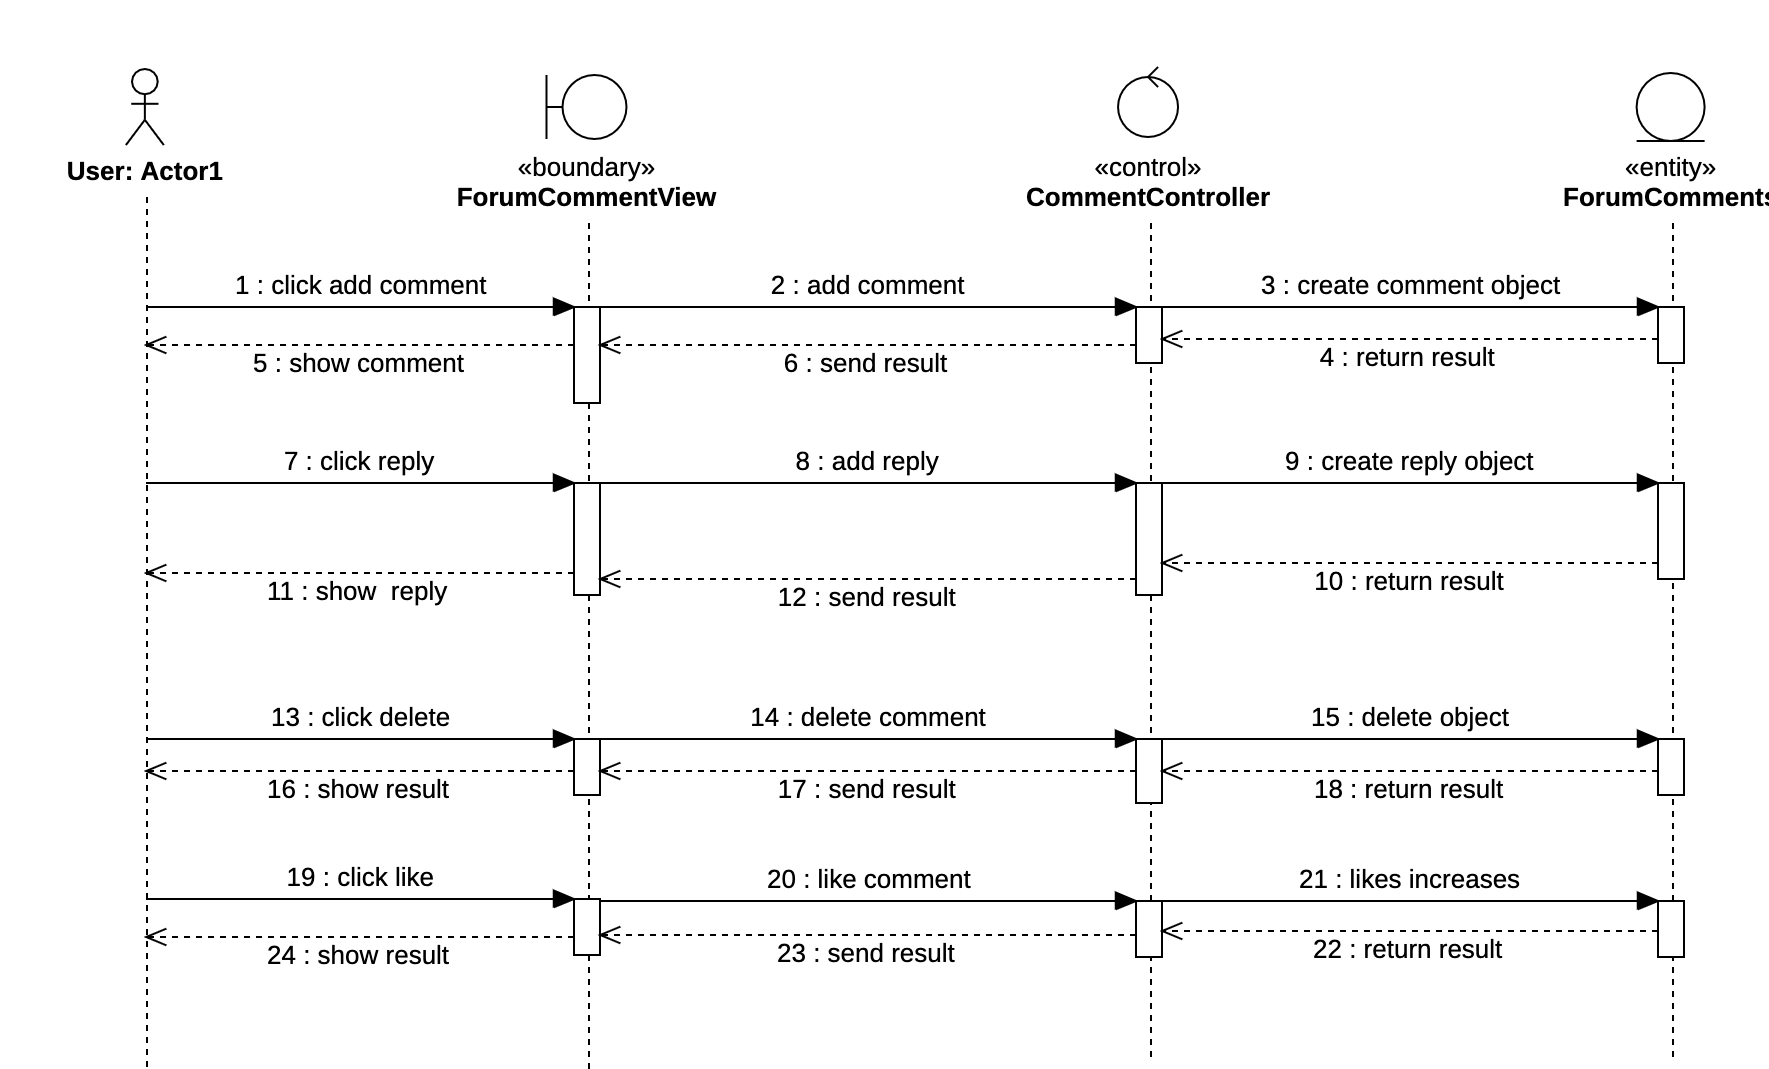 User: Actor1
«boundary»
ForumCommentView
«control»
CommentController
«entity»
ForumComments
1 : click add comment
2 : add comment
3 : create comment object
5 : show comment
6 : send result
4 : return result
7 : click reply
8 : add reply
9 : create reply object
11 : show  reply
12 : send result
10 : return result
13 : click delete
14 : delete comment
15 : delete object
16 : show result
17 : send result
18 : return result
19 : click like
20 : like comment
21 : likes increases
24 : show result
23 : send result
22 : return result